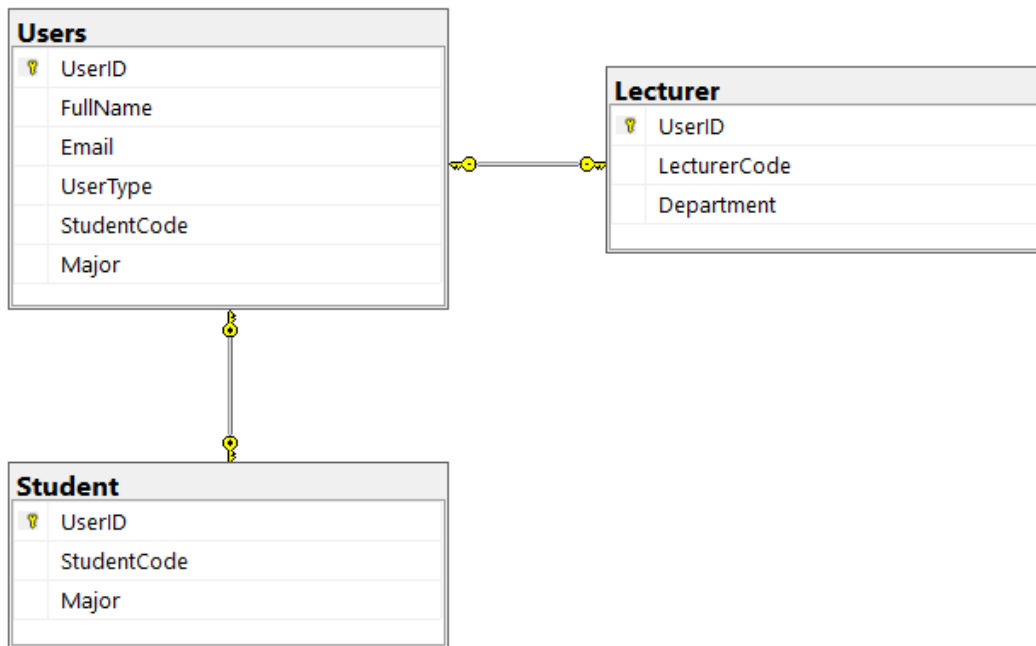 Users
UserID
FullName
Email
UserType
StudentCode
Major
Lecturer
UserID
LecturerCode
Department
Student
UserID
StudentCode
Major